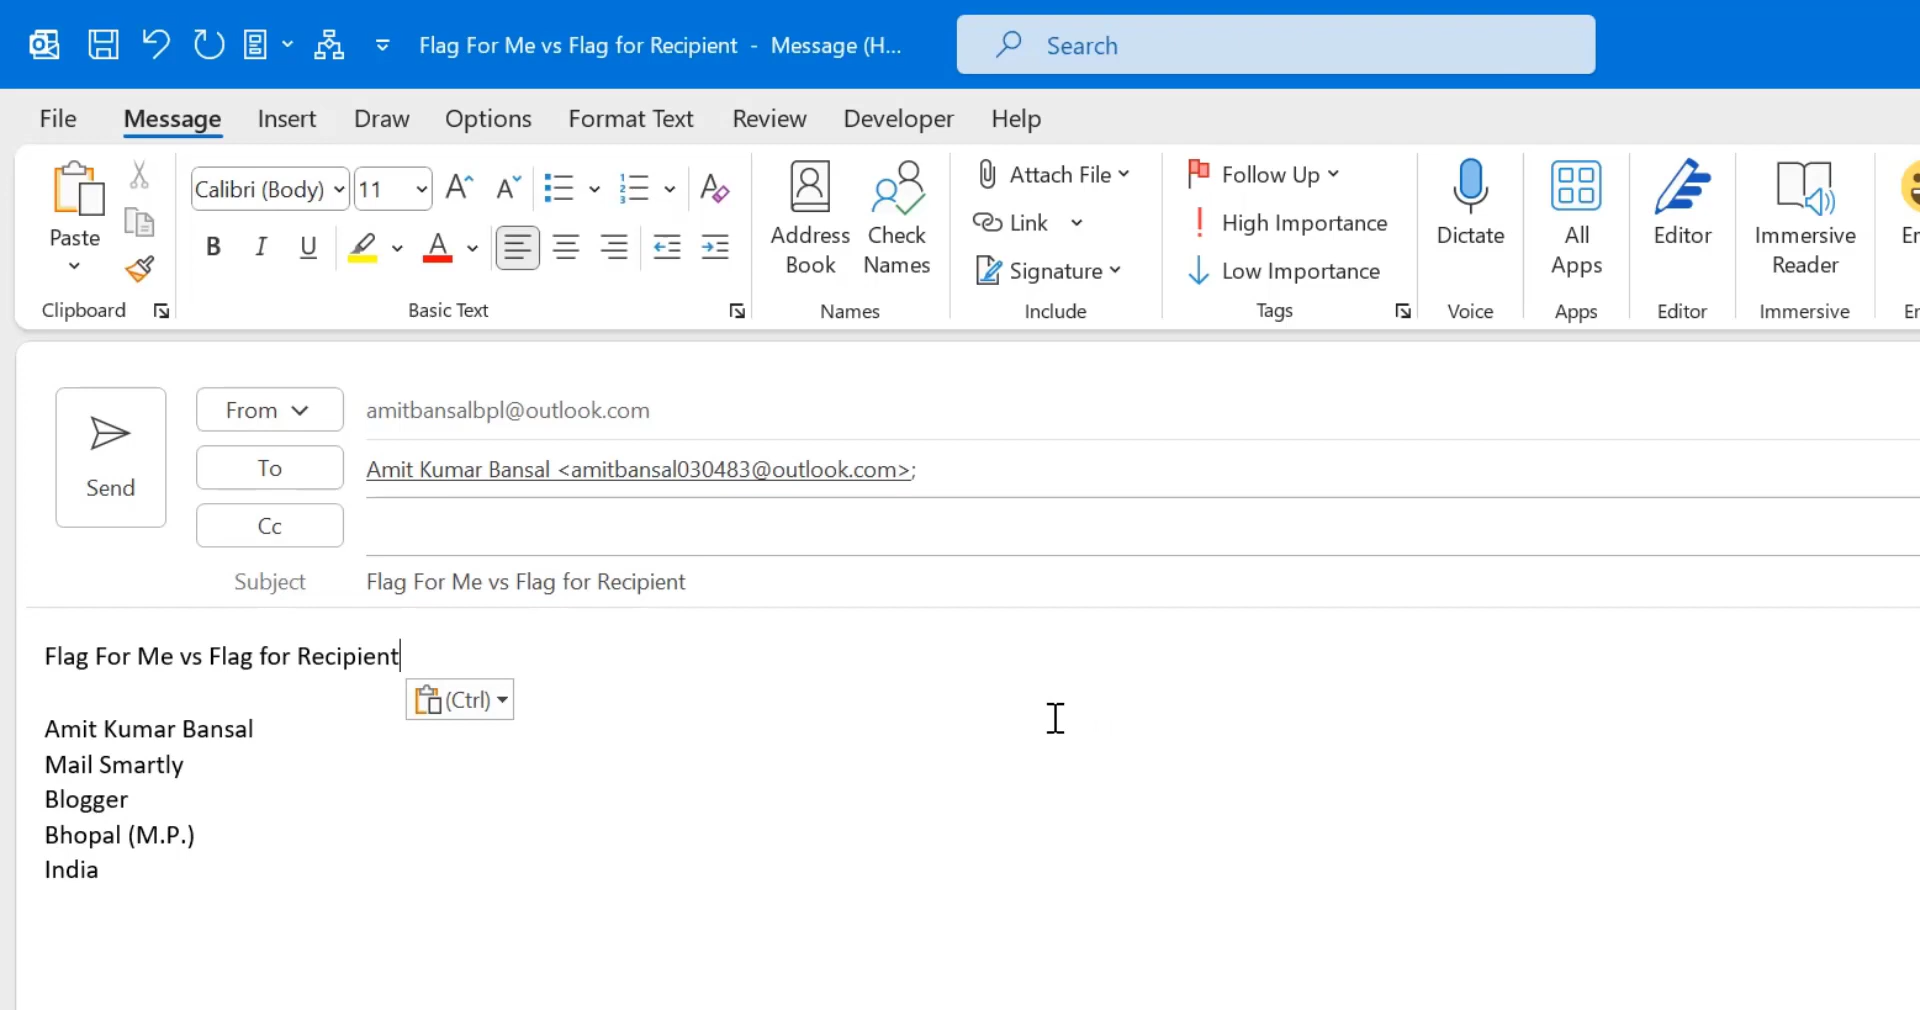 Flag For Me vs Flag for Recipient - Message (H...
Search
File Message Insert Draw Options Format Text Review Developer Help
Paste
Clipboard
Calibri (Body) 11
B I U
Basic Text
Address Book
Check Names
Names
Attach File
Link
Signature
Include
Follow Up
High Importance
Low Importance
Tags
Dictate
Voice
All Apps
Apps
Editor
Editor
Immersive Reader
Immersive
Send
From amitbansalbpl@outlook.com
To Amit Kumar Bansal <amitbansal030483@outlook.com>;
Cc
Subject Flag For Me vs Flag for Recipient
Flag For Me vs Flag for Recipient
(Ctrl)
Amit Kumar Bansal
Mail Smartly
Blogger
Bhopal (M.P.)
India